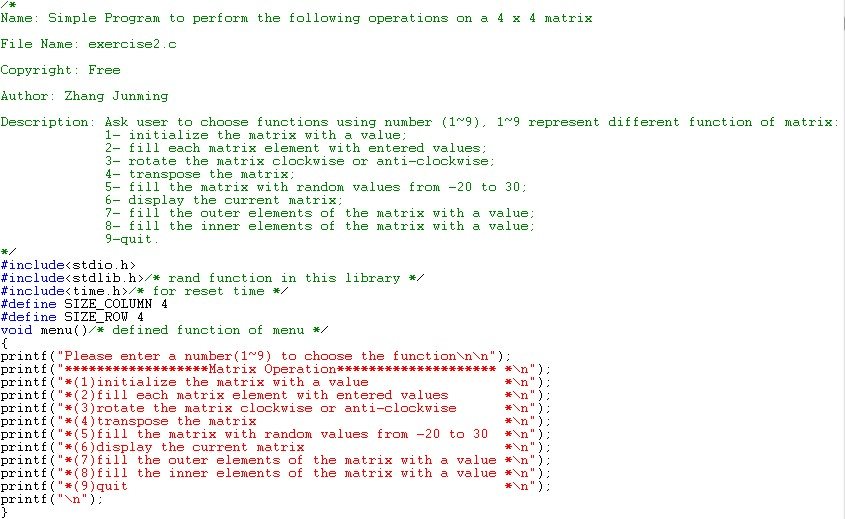 /*
Name: Simple Program to perform the following operations on a 4 x 4 matrix
File Name: exercise2.c
Copyright: Free
Author: Zhang Junming
Description: Ask user to choose functions using number (1~9), 1~9 represent different function of matrix:
1- initialize the matrix with a value;
2- fill each matrix element with entered values;
3- rotate the matrix clockwise or anti-clockwise;
4- transpose the matrix;
5- fill the matrix with random values from -20 to 30;
6- display the current matrix;
7- fill the outer elements of the matrix with a value;
8- fill the inner elements of the matrix with a value;
9-quit.
*/
#include<stdio.h>
#include<stdlib.h>/* rand function in this library */
#include<time.h>/* for reset time */
#define SIZE_COLUMN 4
#define SIZE_ROW 4
void menu()/* defined function of menu */
{
printf("Please enter a number(1~9) to choose the function\n\n");
printf("******************Matrix Operation******************** *\n");
printf("*(1)initialize the matrix with a value                 *\n");
printf("*(2)fill each matrix element with entered values       *\n");
printf("*(3)rotate the matrix clockwise or anti-clockwise      *\n");
printf("*(4)transpose the matrix                               *\n");
printf("*(5)fill the matrix with random values from -20 to 30  *\n");
printf("*(6)display the current matrix                         *\n");
printf("*(7)fill the outer elements of the matrix with a value *\n");
printf("*(8)fill the inner elements of the matrix with a value *\n");
printf("*(9)quit                                               *\n");
printf("\n");
}